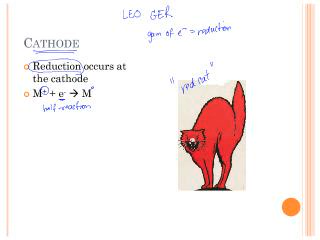 LEO GER
gain of e⁻ = reduction
CATHODE
Reduction occurs at
the cathode
M⁺ + e⁻ → M°
half-reaction
"red cat"